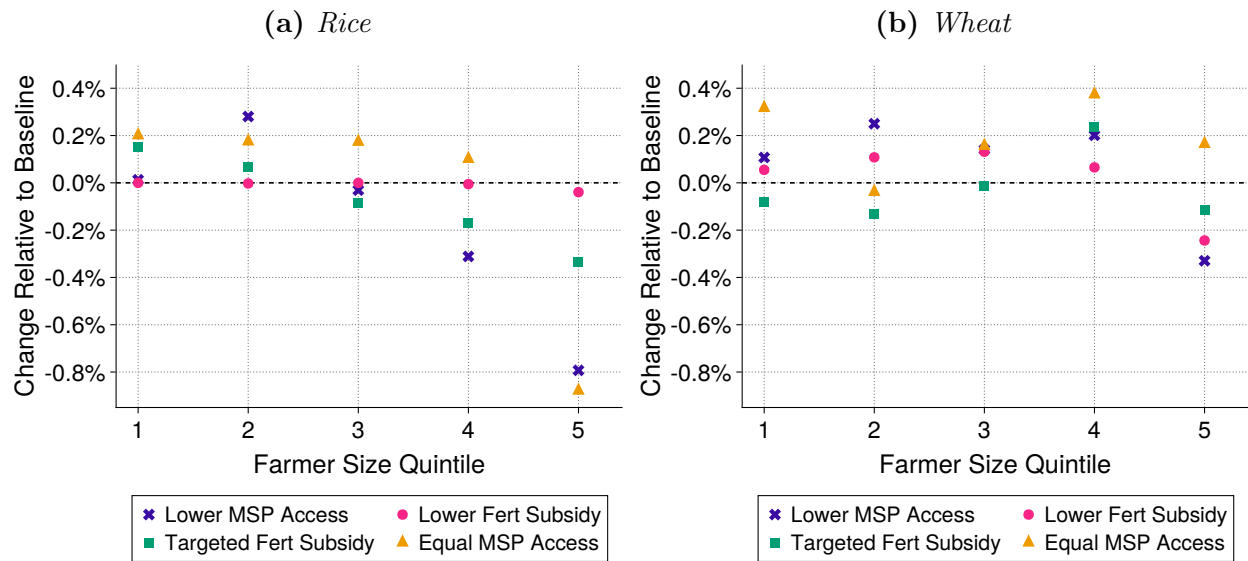 (a) Rice
Change Relative to Baseline
0.4%
0.2%
0.0%
-0.2%
-0.4%
-0.6%
-0.8%
1 2 3 4 5
Farmer Size Quintile
Lower MSP Access Lower Fert Subsidy
Targeted Fert Subsidy Equal MSP Access
(b) Wheat
Change Relative to Baseline
0.4%
0.2%
0.0%
-0.2%
-0.4%
-0.6%
-0.8%
1 2 3 4 5
Farmer Size Quintile
Lower MSP Access Lower Fert Subsidy
Targeted Fert Subsidy Equal MSP Access